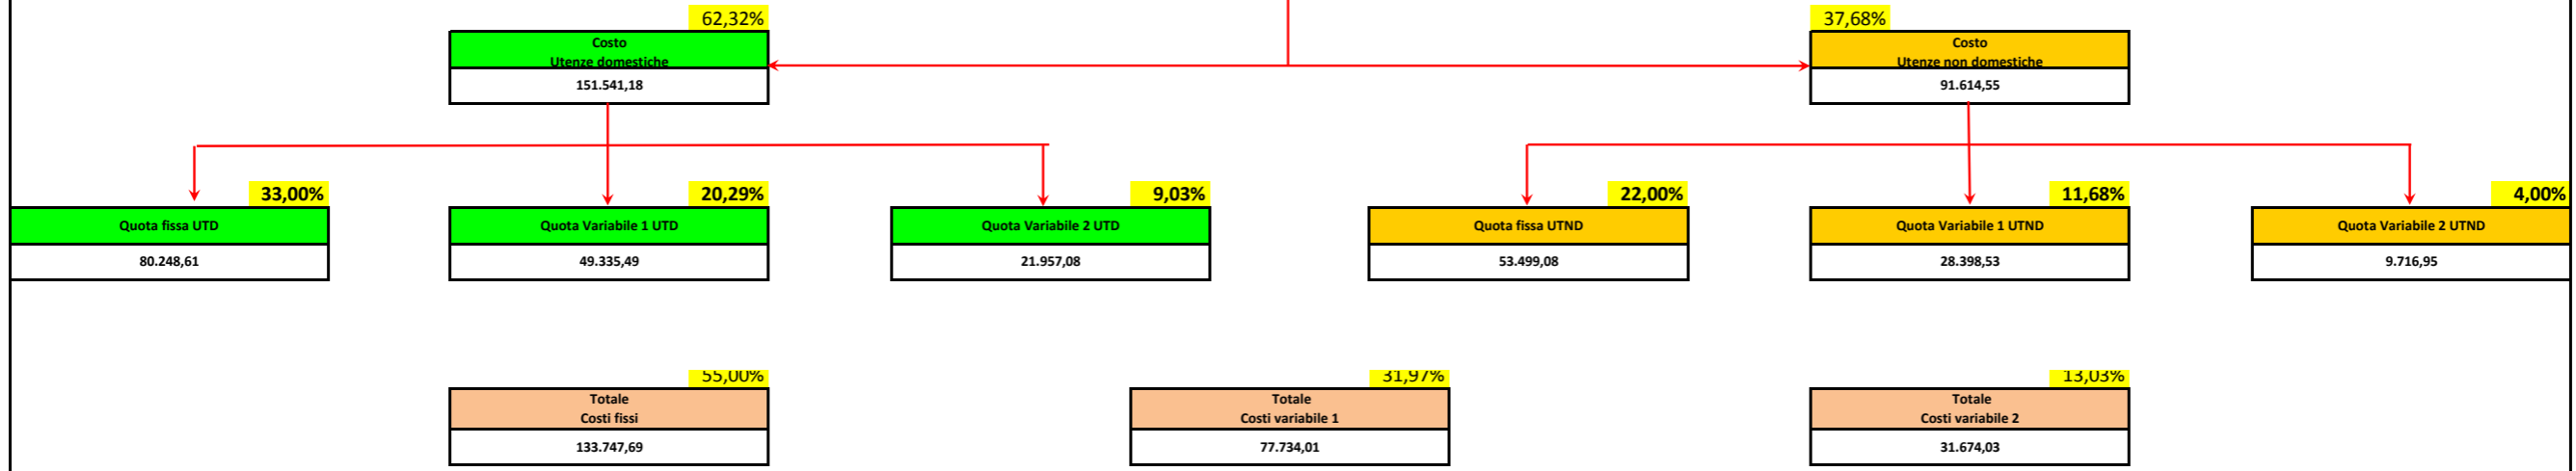 62,32%
37,68%
Costo
Utenze domestiche
151.541,18
Costo
Utenze non domestiche
91.614,55
33,00%
20,29%
9,03%
22,00%
11,68%
4,00%
Quota fissa UTD
Quota Variabile 1 UTD
Quota Variabile 2 UTD
Quota fissa UTND
Quota Variabile 1 UTND
Quota Variabile 2 UTND
80.248,61
49.335,49
21.957,08
53.499,08
28.398,53
9.716,95
55,00%
31,97%
13,03%
Totale
Costi fissi
133.747,69
Totale
Costi variabile 1
77.734,01
Totale
Costi variabile 2
31.674,03